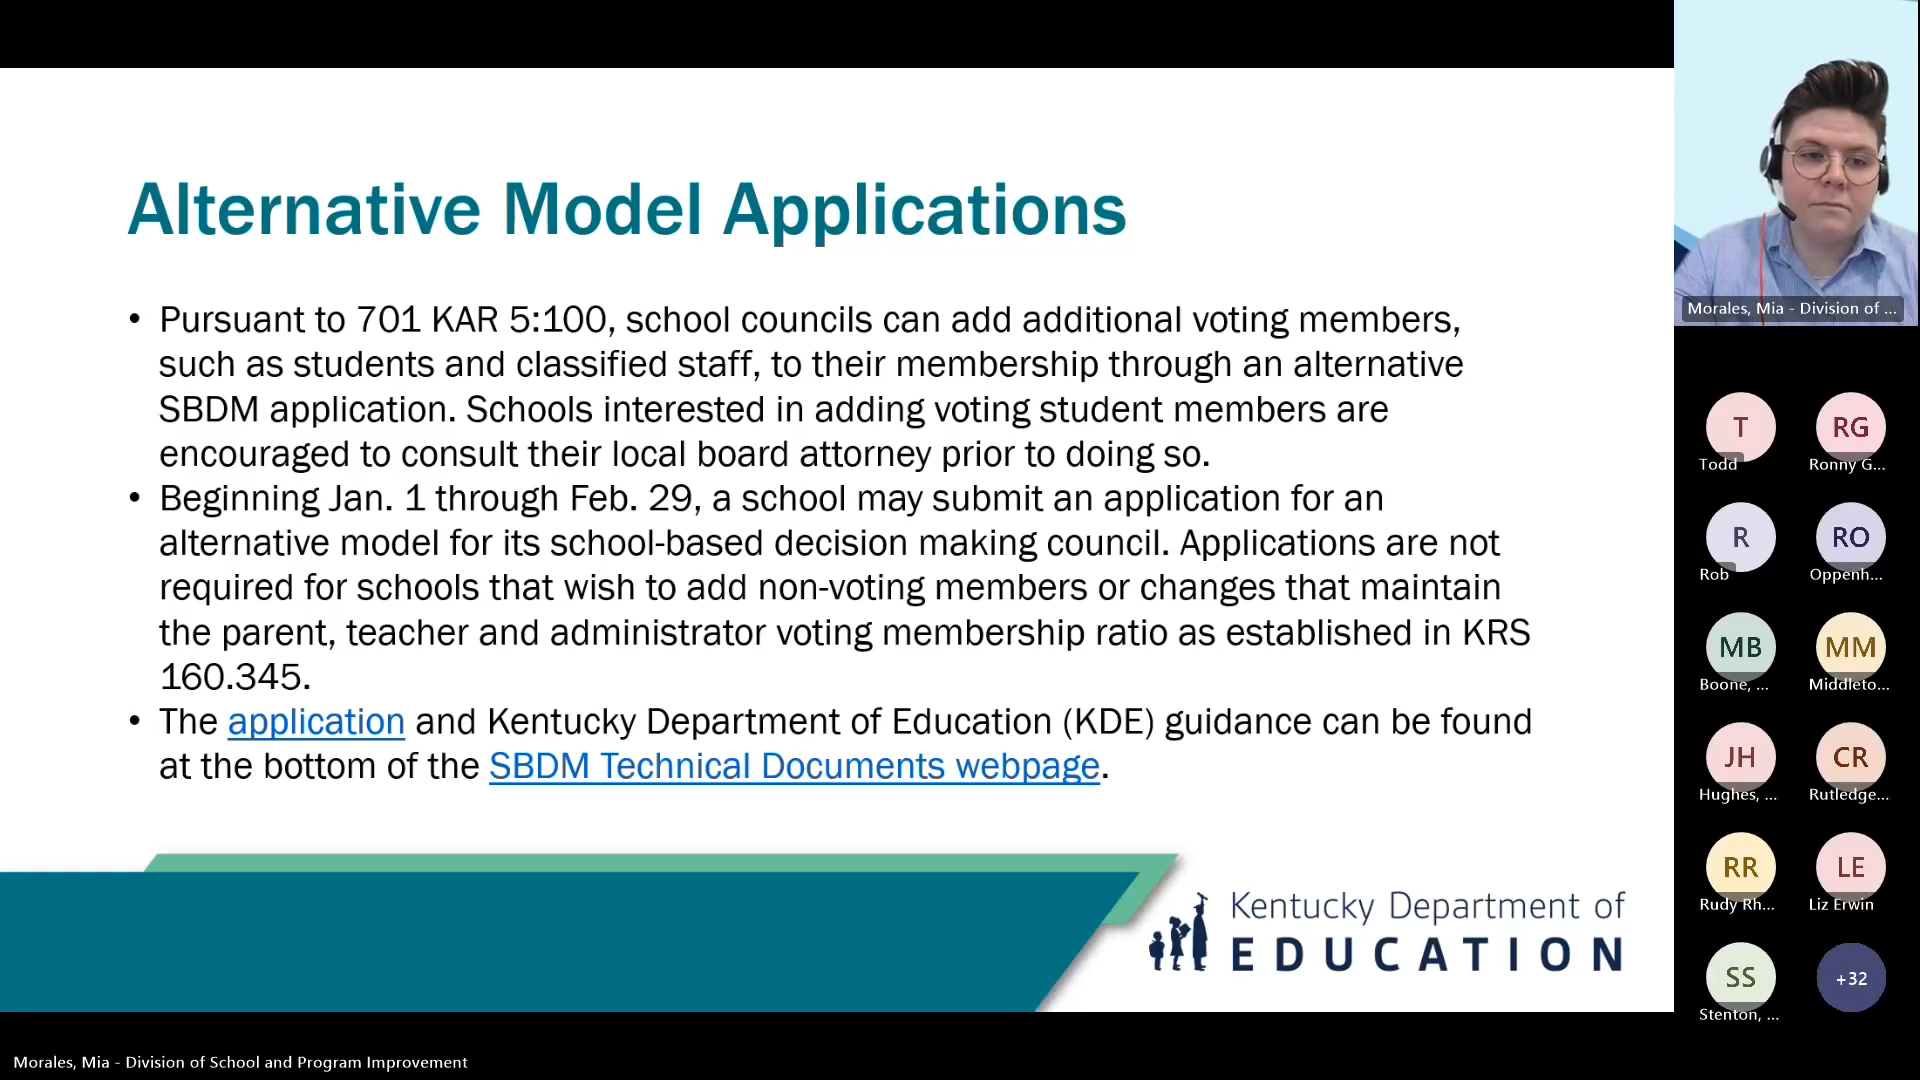 Alternative Model Applications
• Pursuant to 701 KAR 5:100, school councils can add additional voting members,
such as students and classified staff, to their membership through an alternative
SBDM application. Schools interested in adding voting student members are
encouraged to consult their local board attorney prior to doing so.
• Beginning Jan. 1 through Feb. 29, a school may submit an application for an
alternative model for its school-based decision making council. Applications are not
required for schools that wish to add non-voting members or changes that maintain
the parent, teacher and administrator voting membership ratio as established in KRS
160.345.
• The application and Kentucky Department of Education (KDE) guidance can be found
at the bottom of the SBDM Technical Documents webpage.
Kentucky Department of
EDUCATION
Morales, Mia - Division of ...
T RG
Todd Ronny G...
R RO
Rob Oppenh...
MB MM
Boone, ... Middleto...
JH CR
Hughes, ... Rutledge...
RR LE
Rudy Rh... Liz Erwin
SS +32
Stenton, ...
Morales, Mia - Division of School and Program Improvement